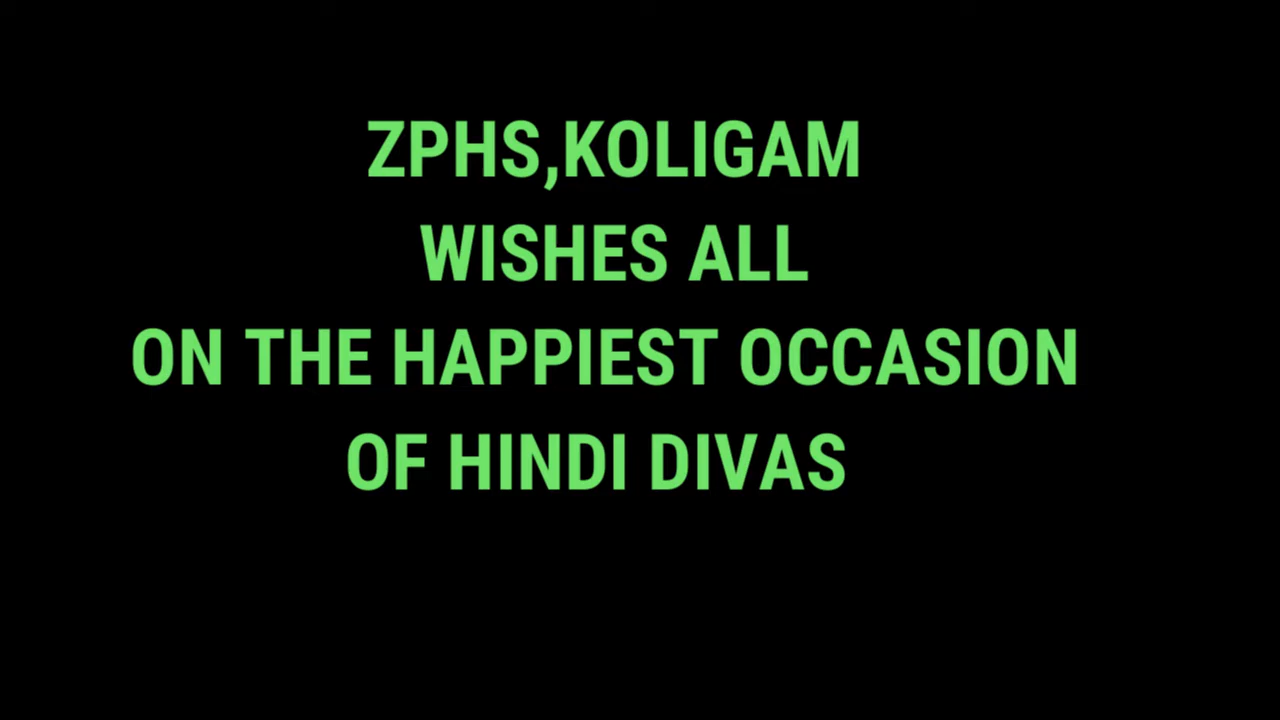 ZPHS,KOLIGAM
WISHES ALL
ON THE HAPPIEST OCCASION
OF HINDI DIVAS